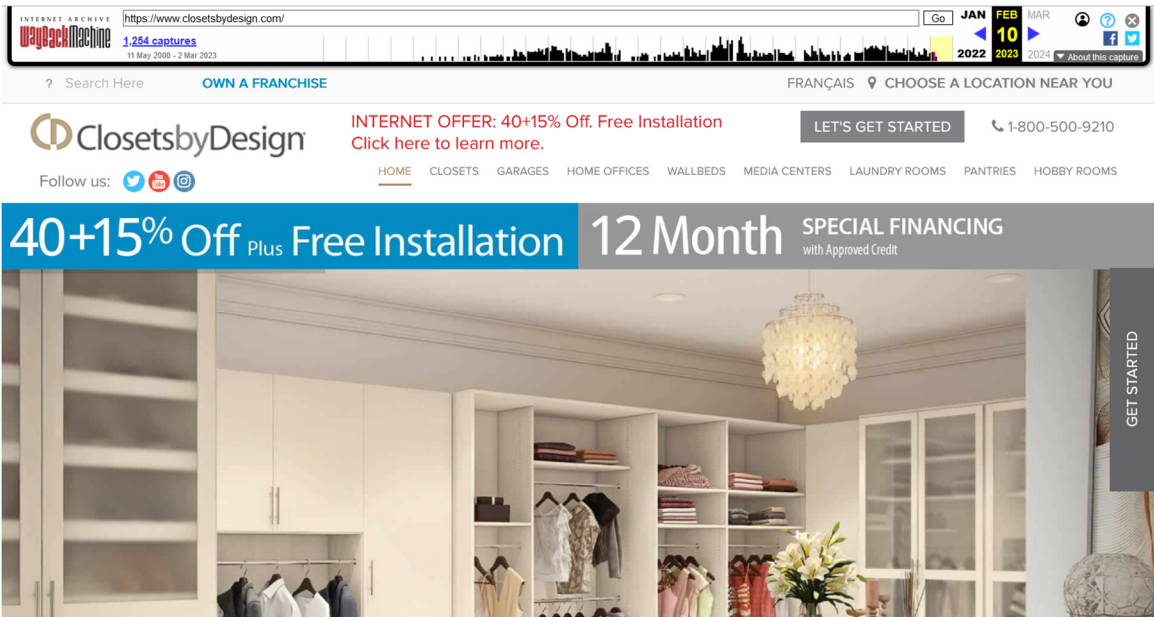 INTERNET ARCHIVE
WayBackMachine
https://www.closetsbydesign.com/
Go
JAN FEB MAR
1,254 captures
10
11 May 2000 - 2 Mar 2023
2022 2023 2024
About this capture
? Search Here
OWN A FRANCHISE
FRANÇAIS
CHOOSE A LOCATION NEAR YOU
ClosetsbyDesign
INTERNET OFFER: 40+15% Off. Free Installation
Click here to learn more.
LET'S GET STARTED
1-800-500-9210
Follow us:
You Tube
HOME CLOSETS GARAGES HOME OFFICES WALLBEDS MEDIA CENTERS LAUNDRY ROOMS PANTRIES HOBBY ROOMS
40+15% Off Plus Free Installation
12 Month SPECIAL FINANCING
with Approved Credit
GET STARTED